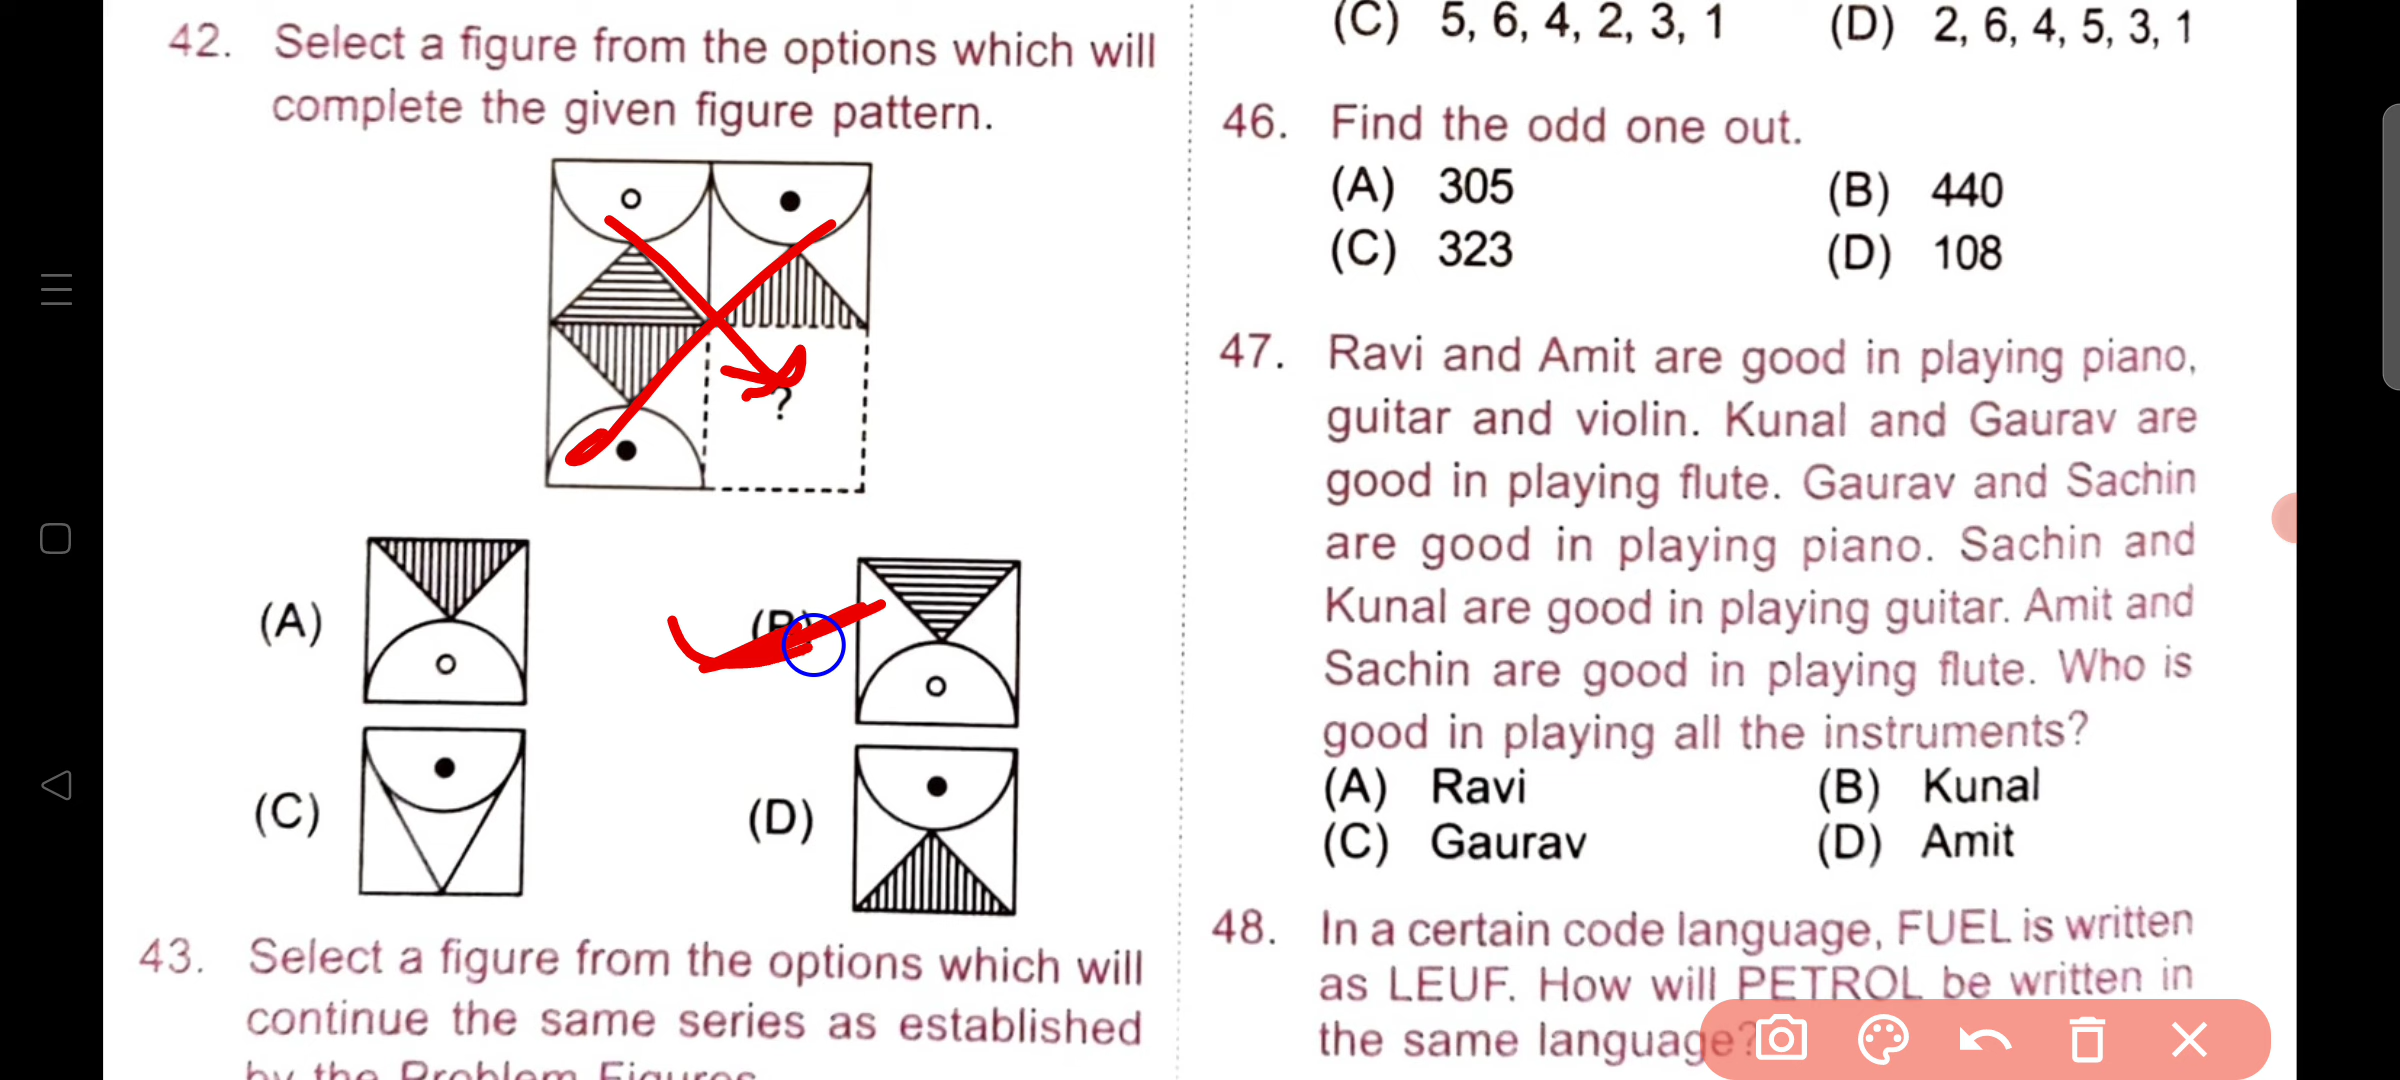 42. Select a figure from the options which will
complete the given figure pattern.
?
(A)
(C)
(D)
43. Select a figure from the options which will
continue the same series as established
by the Problem Figures.
(C) 5, 6, 4, 2, 3, 1 (D) 2, 6, 4, 5, 3, 1
46. Find the odd one out.
(A) 305 (B) 440
(C) 323 (D) 108
47. Ravi and Amit are good in playing piano,
guitar and violin. Kunal and Gaurav are
good in playing flute. Gaurav and Sachin
are good in playing piano. Sachin and
Kunal are good in playing guitar. Amit and
Sachin are good in playing flute. Who is
good in playing all the instruments?
(A) Ravi (B) Kunal
(C) Gaurav (D) Amit
48. In a certain code language, FUEL is written
as LEUF. How will PETROL be written in
the same language?